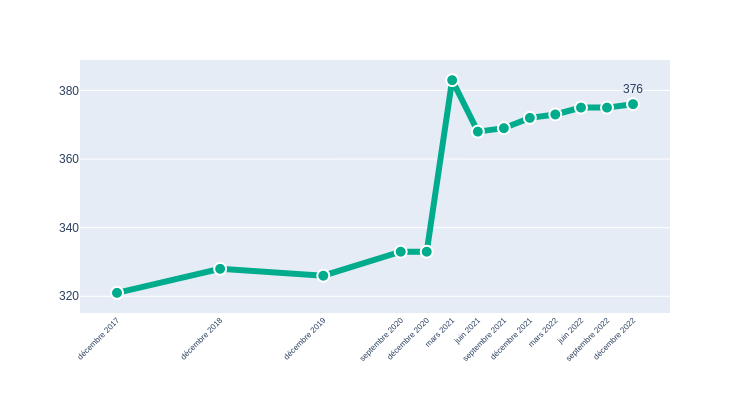 376
380
360
340
320
décembre 2017
décembre 2018
décembre 2019
septembre 2020
décembre 2020
mars 2021
juin 2021
septembre 2021
décembre 2021
mars 2022
juin 2022
septembre 2022
décembre 2022